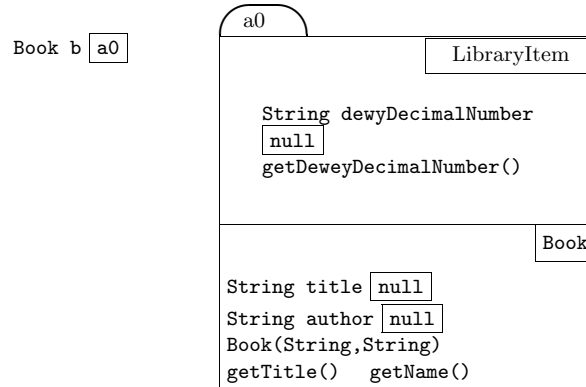 a0
Book b a0
LibraryItem
String dewyDecimalNumber
null
getDeweyDecimalNumber()
Book
String title null
String author null
Book(String,String)
getTitle() getName()